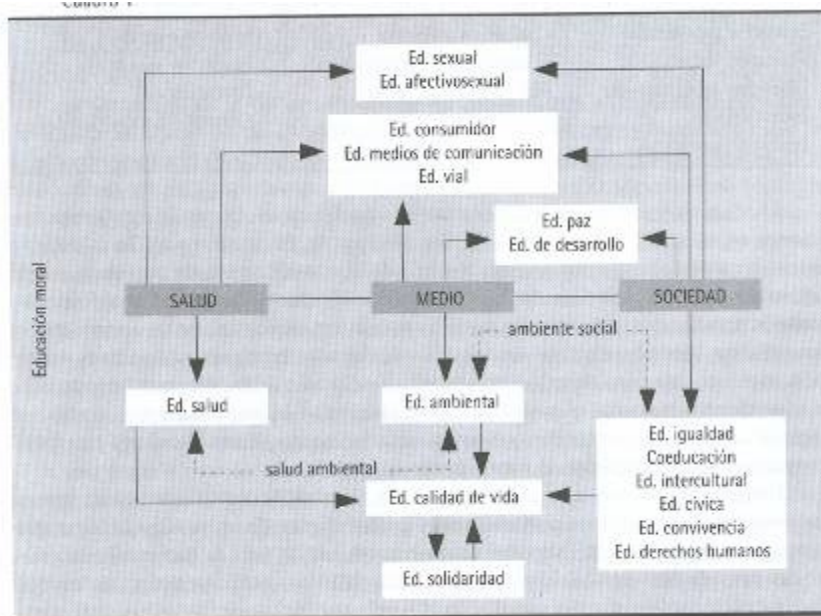 Cuadro 1
Ed. sexual
Ed. afectivosexual
Ed. consumidor
Ed. medios de comunicación
Ed. vial
Ed. paz
Ed. de desarrollo
Educación moral
SALUD
MEDIO
SOCIEDAD
ambiente social
Ed. salud
Ed. ambiental
Ed. igualdad
Coeducación
Ed. intercultural
Ed. cívica
Ed. convivencia
Ed. derechos humanos
salud ambiental
Ed. calidad de vida
Ed. solidaridad